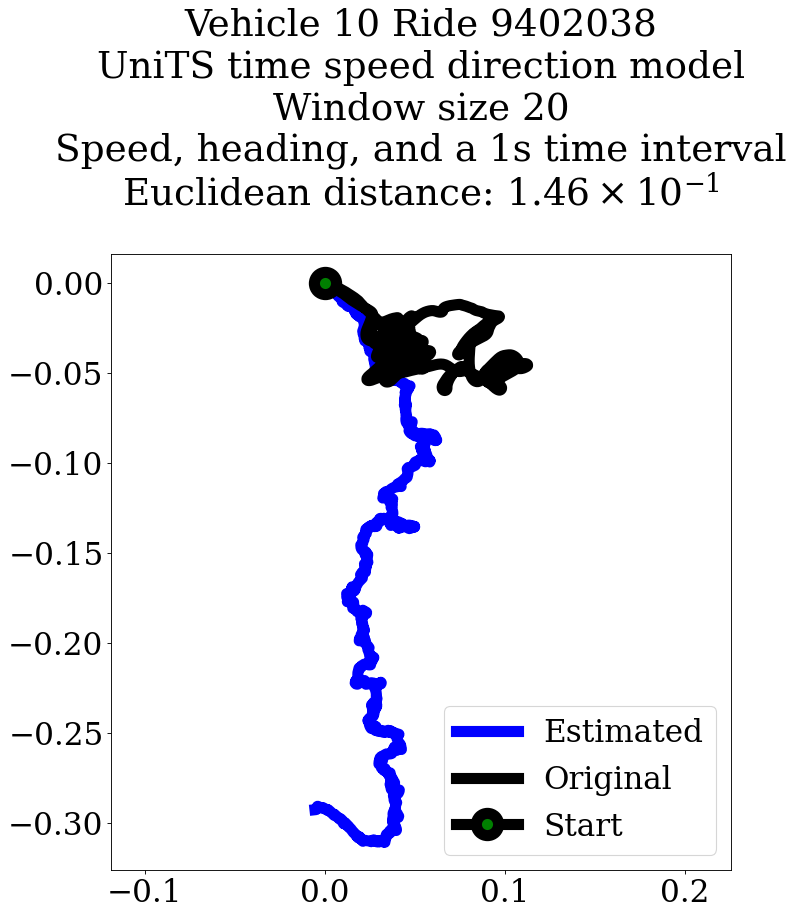 Vehicle 10 Ride 9402038
UniTS time speed direction model
Window size 20
Speed, heading, and a 1s time interval
Euclidean distance: 1.46 × 10⁻¹
0.00
−0.05
−0.10
−0.15
−0.20
−0.25
−0.30
−0.1
0.0
0.1
0.2
Estimated
Original
Start